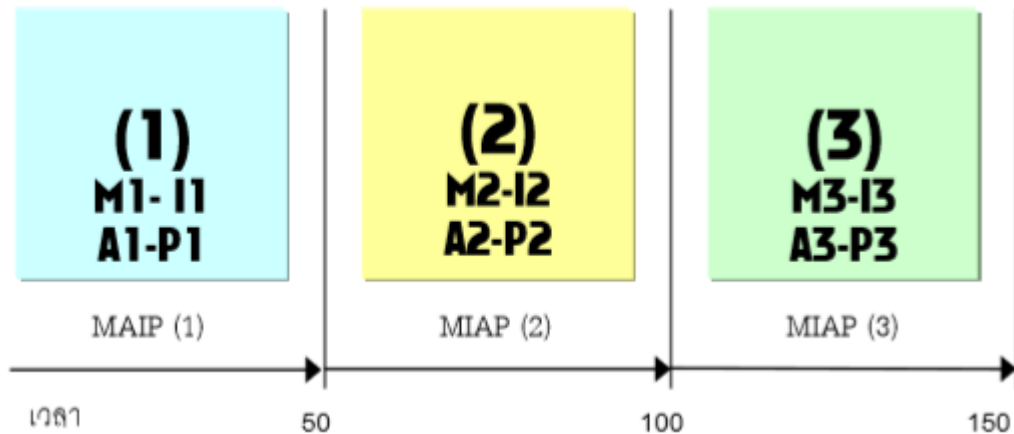 (1)
M1- I1
A1-P1
(2)
M2-I2
A2-P2
(3)
M3-I3
A3-P3
MAIP (1)
MIAP (2)
MIAP (3)
เวลา
50
100
150